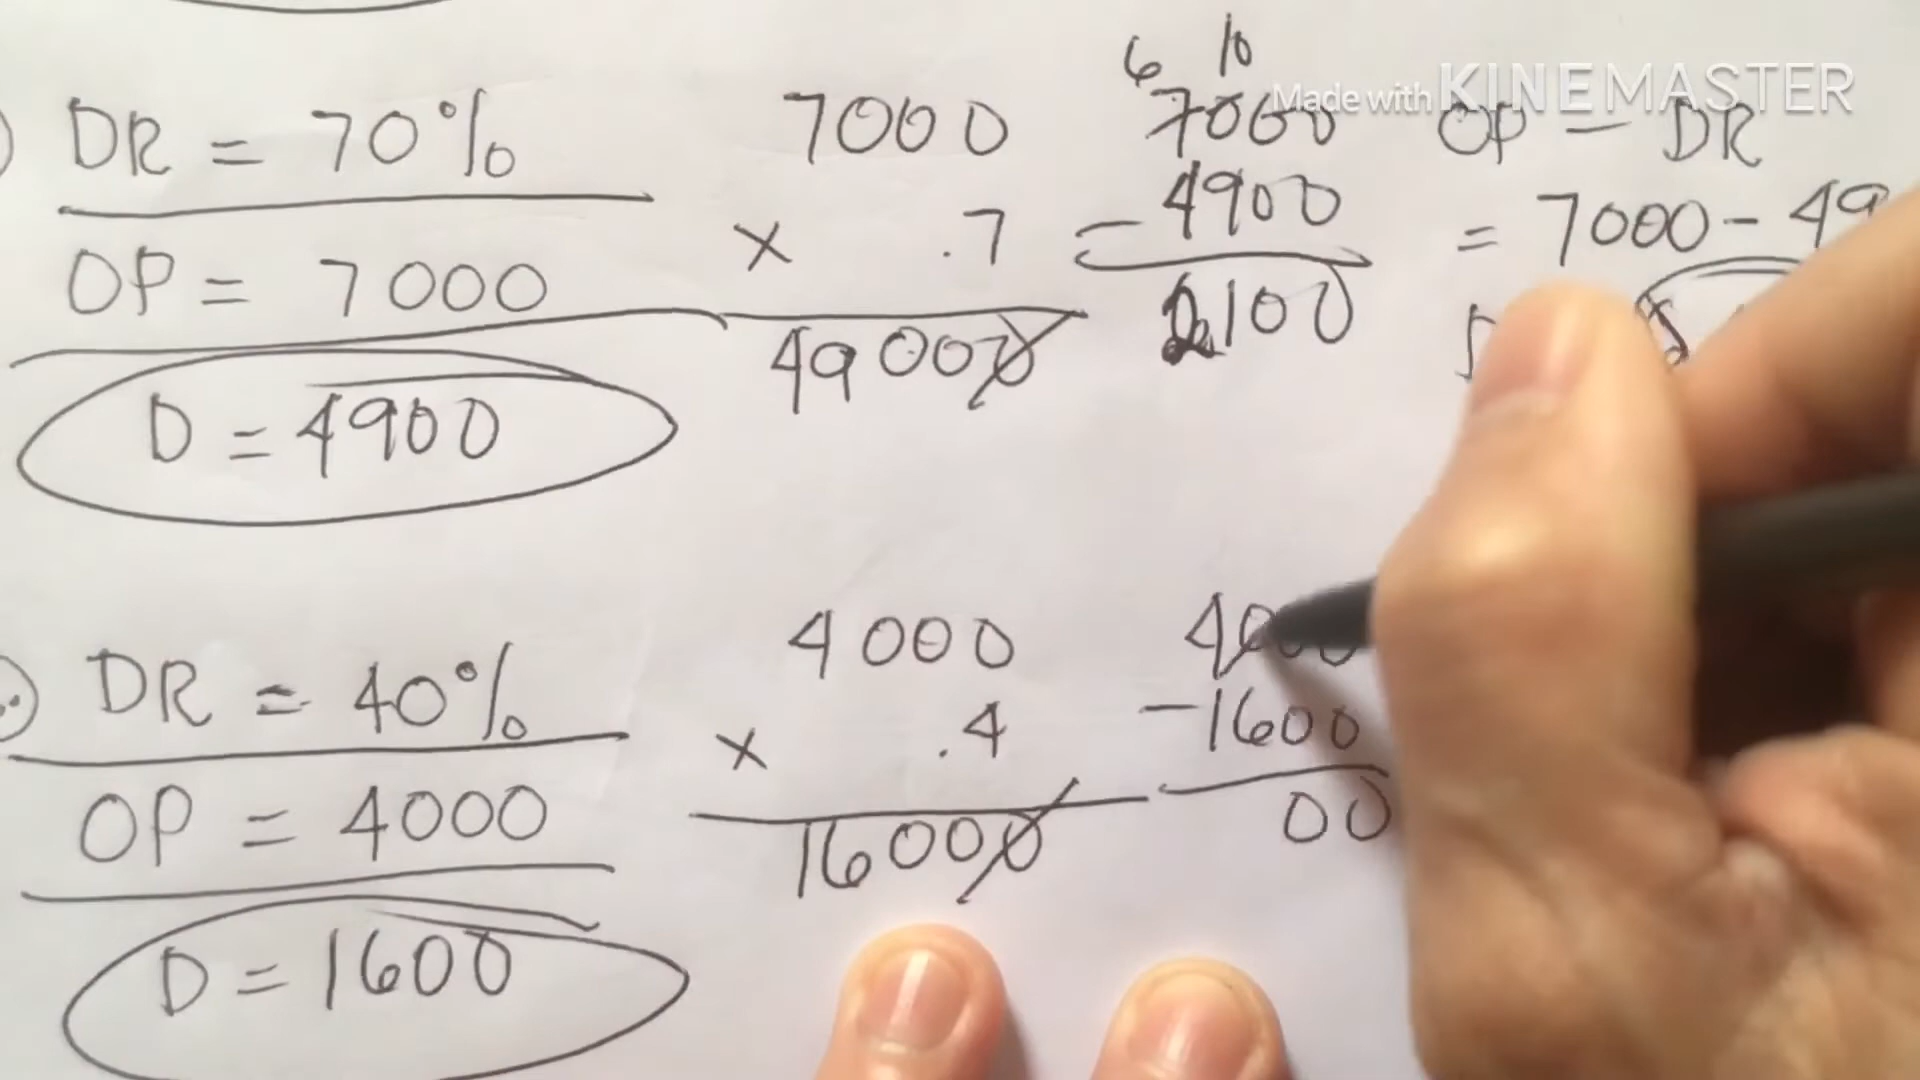 6 10
Made with KINEMASTER
DR = 70% 7000 7000 OP - DR
OP = 7000 × .7 - 4900 = 7000 - 49
49000 2100
D = 4900
DR = 40% 4000
OP = 4000 × .4 - 1600
16000 00
D = 1600